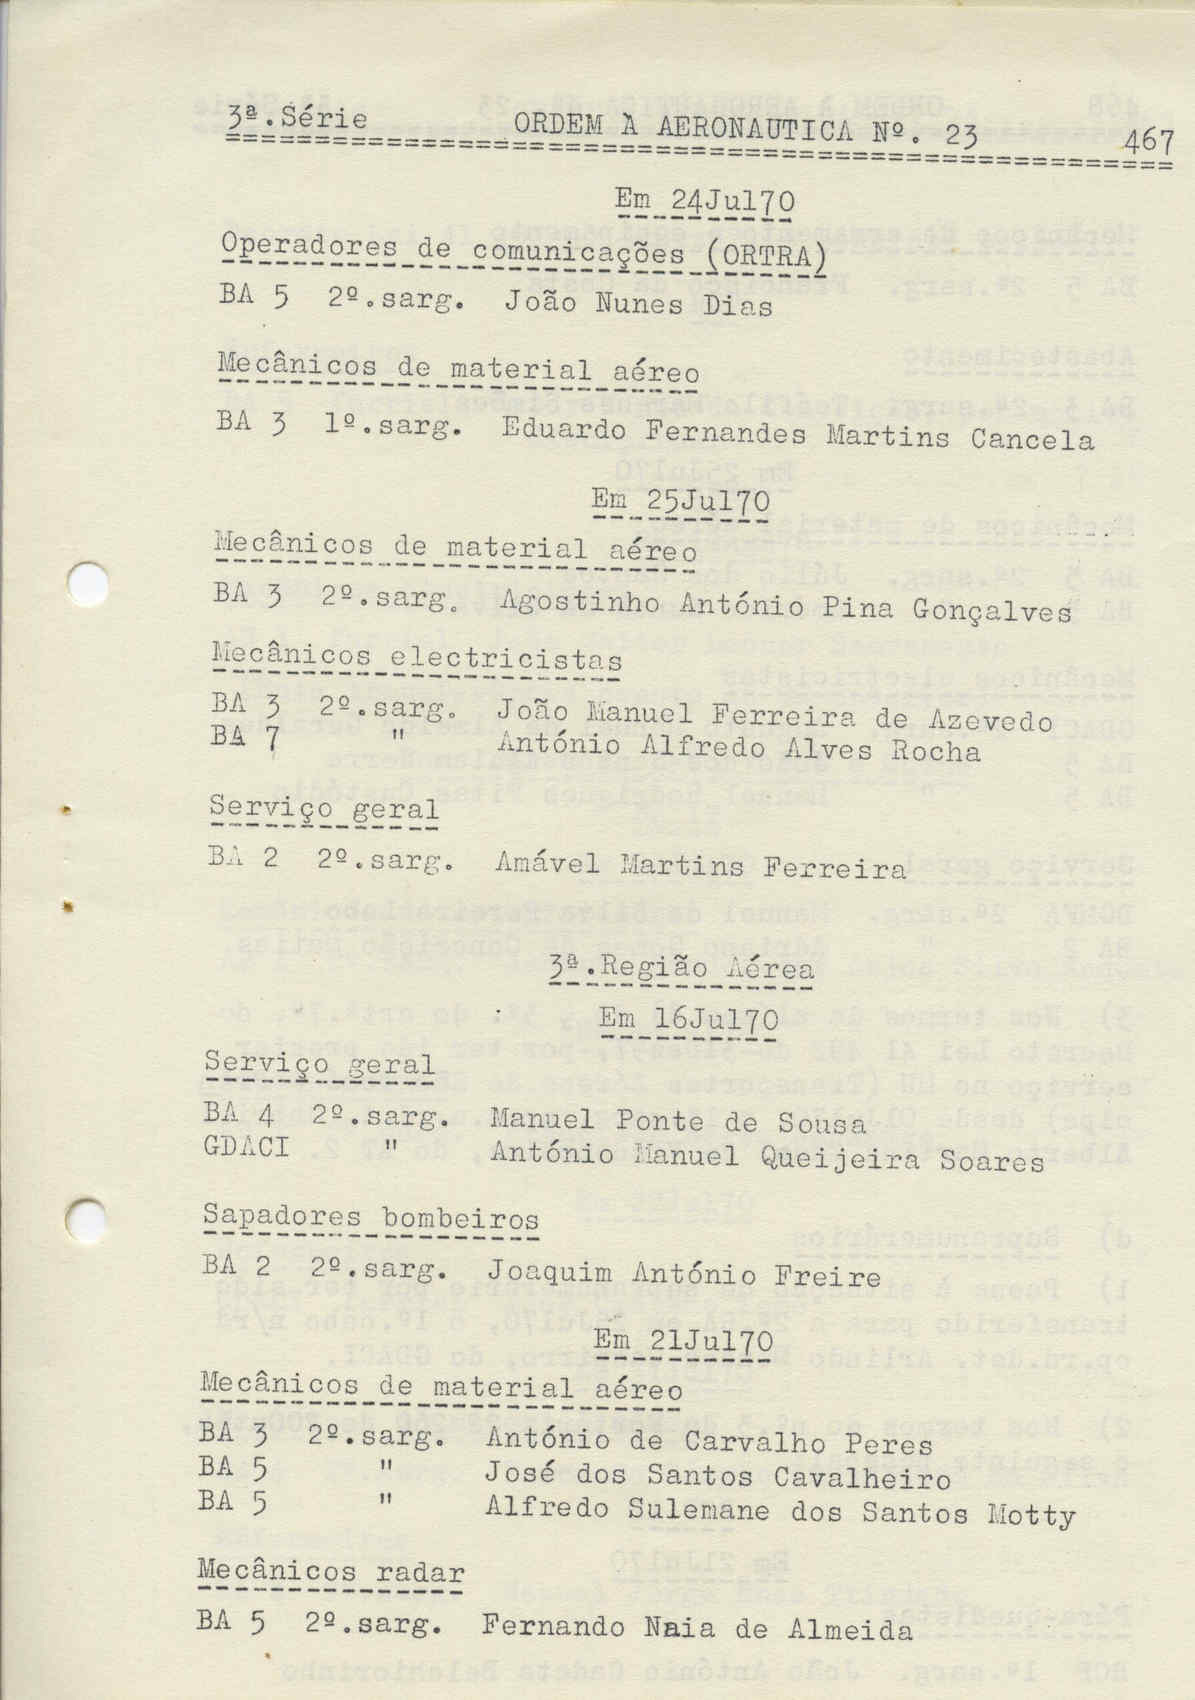 3ª.Série ORDEM À AERONAUTICA Nº. 23 467
Em 24Jul70
Operadores de comunicações (ORTRA)
BA 5 2º.sarg. João Nunes Dias
Mecânicos de material aéreo
BA 3 1º.sarg. Eduardo Fernandes Martins Cancela
Em 25Jul70
Mecânicos de material aéreo
BA 3 2º.sarg. Agostinho António Pina Gonçalves
Mecânicos electricistas
BA 3 2º.sarg. João Manuel Ferreira de Azevedo
BA 7 " António Alfredo Alves Rocha
Serviço geral
BA 2 2º.sarg. Amável Martins Ferreira
3ª.Região Aérea
Em 16Jul70
Serviço geral
BA 4 2º.sarg. Manuel Ponte de Sousa
GDACI " António Manuel Queijeira Soares
Sapadores bombeiros
BA 2 2º.sarg. Joaquim António Freire
Em 21Jul70
Mecânicos de material aéreo
BA 3 2º.sarg. António de Carvalho Peres
BA 5 " José dos Santos Cavalheiro
BA 5 " Alfredo Sulemane dos Santos Motty
Mecânicos radar
BA 5 2º.sarg. Fernando Naia de Almeida